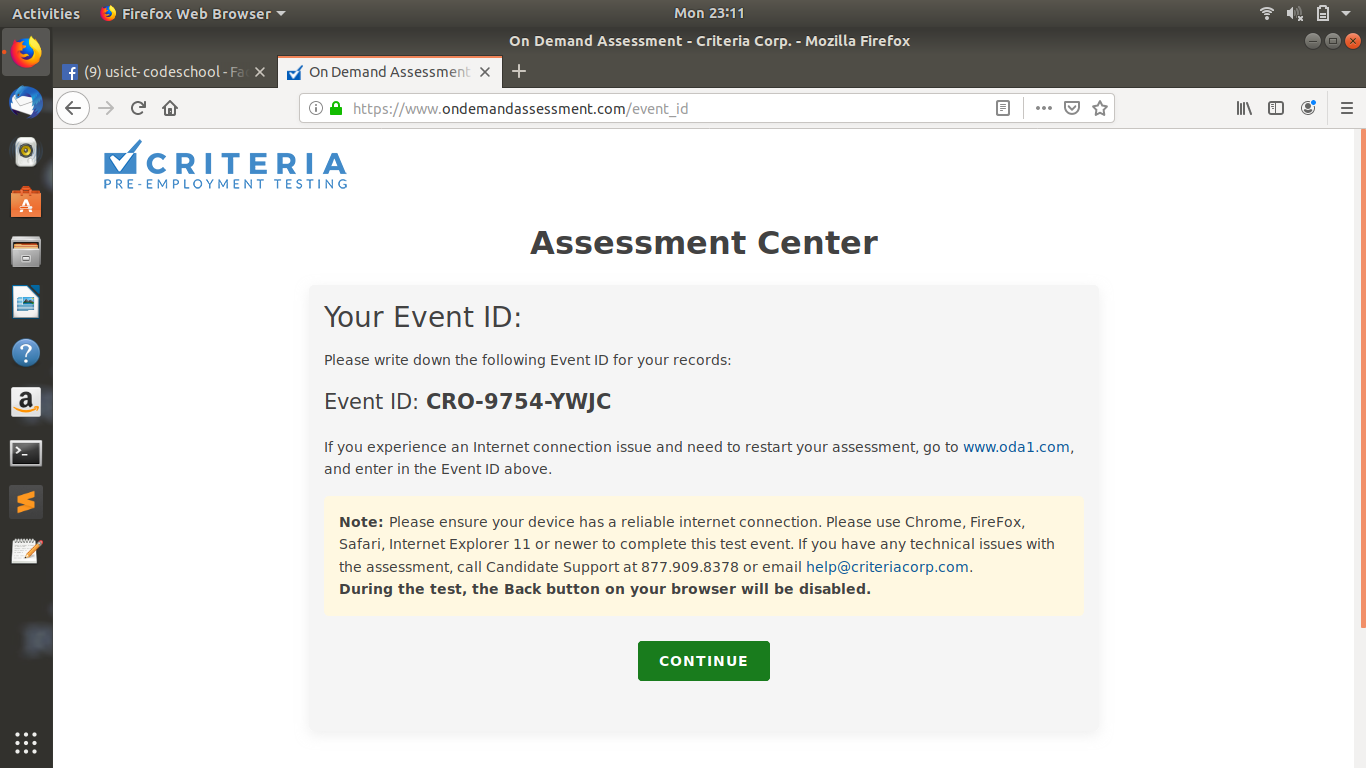 Activities Firefox Web Browser Mon 23:11
On Demand Assessment - Criteria Corp. - Mozilla Firefox
(9) usict- codeschool - Fac On Demand Assessment
https://www.ondemandassessment.com/event_id
CRITERIA
PRE-EMPLOYMENT TESTING
Assessment Center
Your Event ID:
Please write down the following Event ID for your records:
Event ID: CRO-9754-YWJC
If you experience an Internet connection issue and need to restart your assessment, go to www.oda1.com,
and enter in the Event ID above.
Note: Please ensure your device has a reliable internet connection. Please use Chrome, FireFox,
Safari, Internet Explorer 11 or newer to complete this test event. If you have any technical issues with
the assessment, call Candidate Support at 877.909.8378 or email help@criteriacorp.com.
During the test, the Back button on your browser will be disabled.
CONTINUE